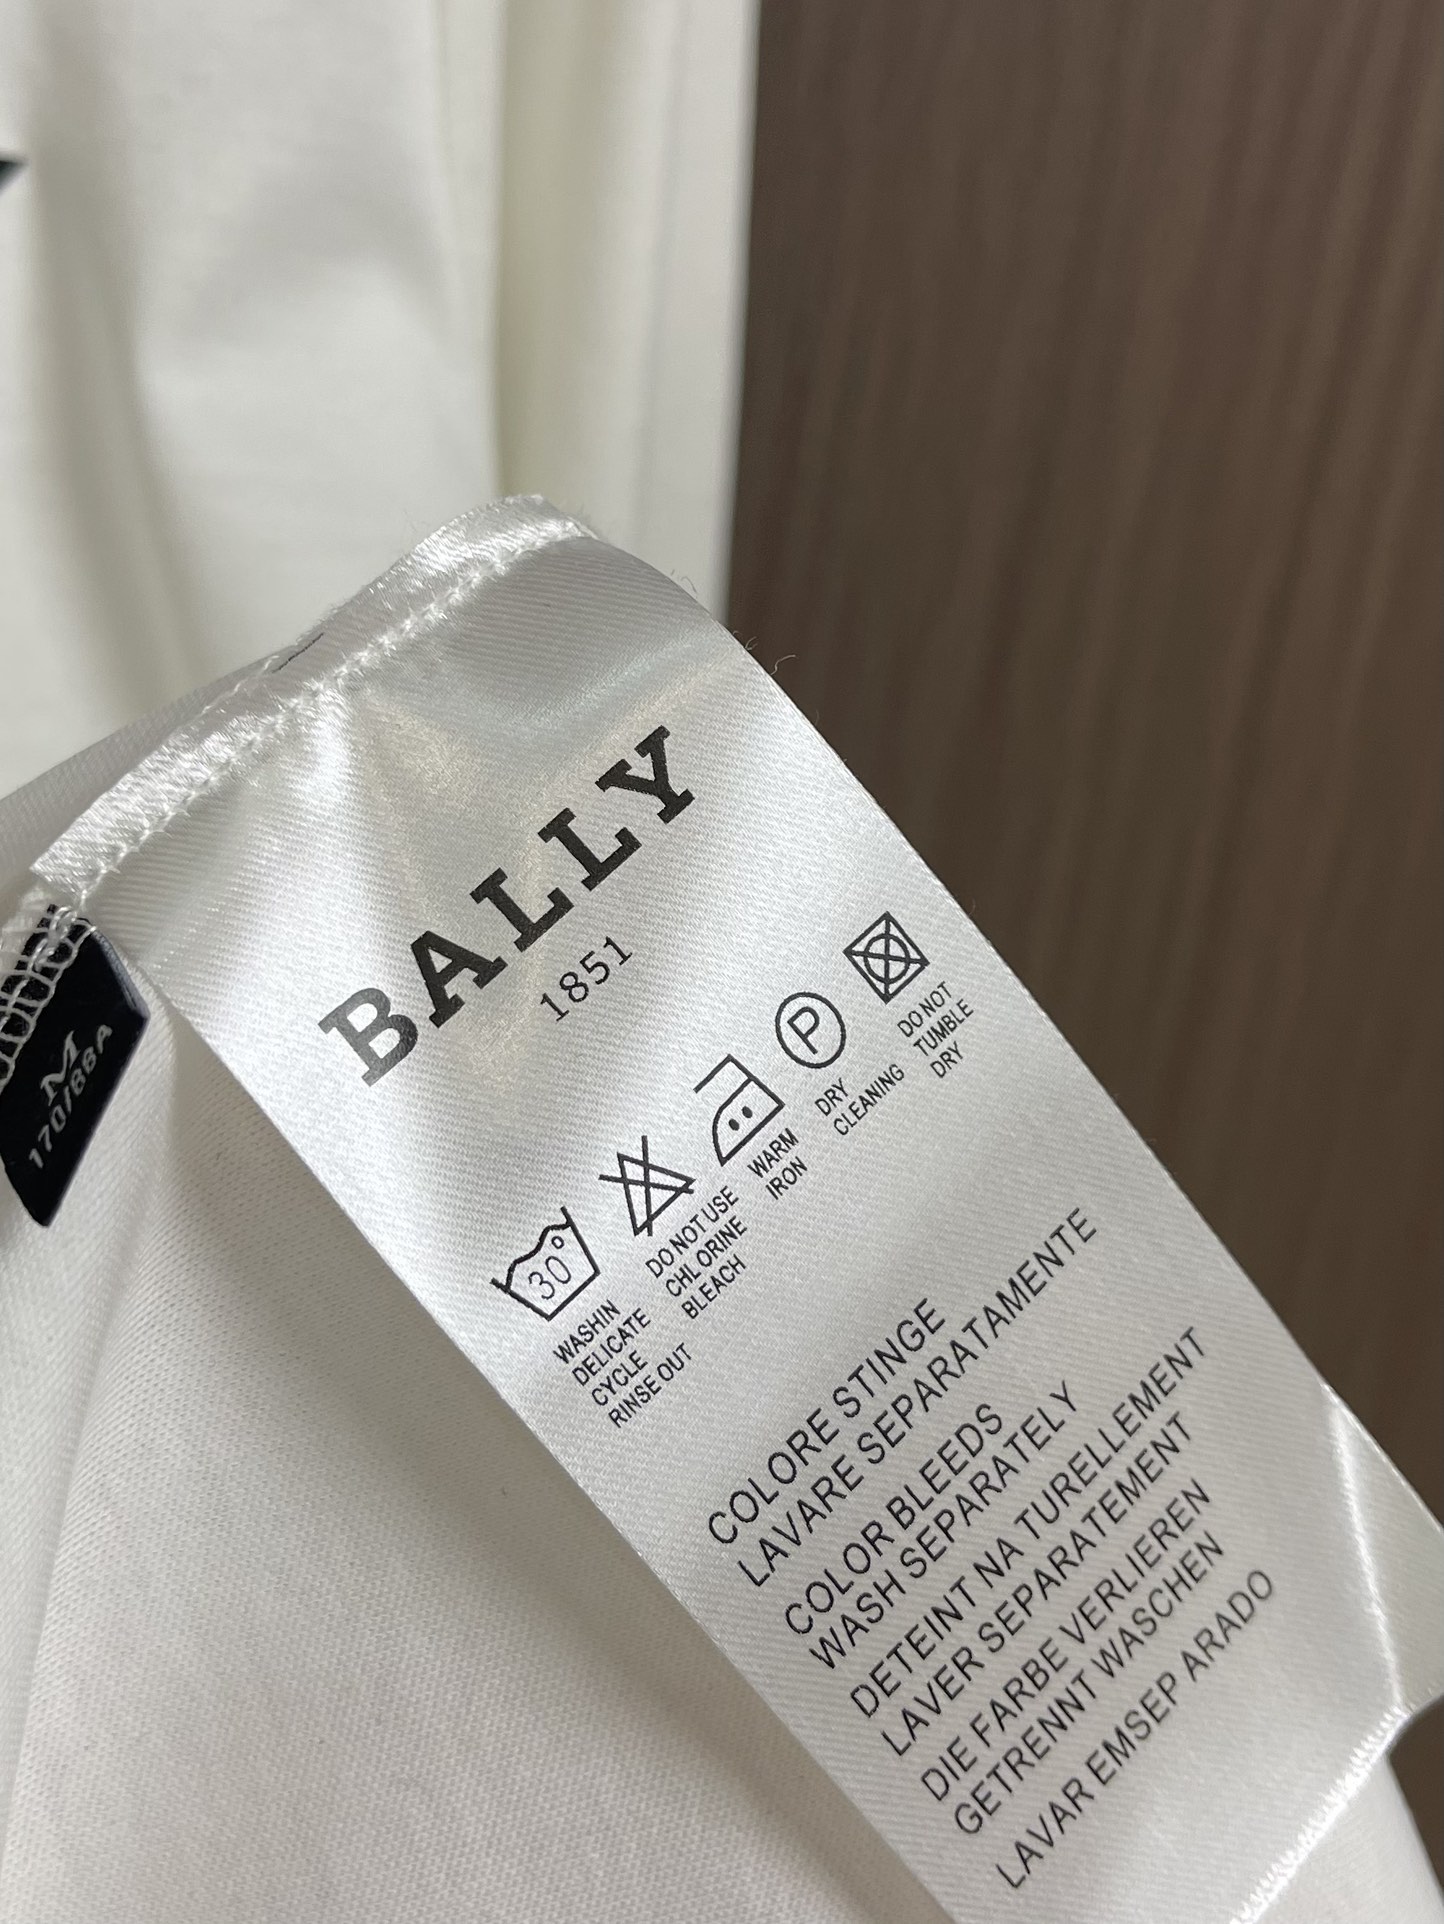 BALLY
1851
30°
WASHIN
DELICATE
CYCLE
RINSE OUT
DO NOT USE
CHLORINE
BLEACH
WARM
IRON
P
DRY
CLEANING
DO NOT
TUMBLE
DRY
COLORE STINGE
LAVARE SEPARATAMENTE
COLOR BLEEDS
WASH SEPARATELY
DETEINT NA TURELLEMENT
LAVER SEPARATEMENT
DIE FARBE VERLIEREN
GETRENNT WASCHEN
LAVAR EMSEP ARADO
M
170/88A